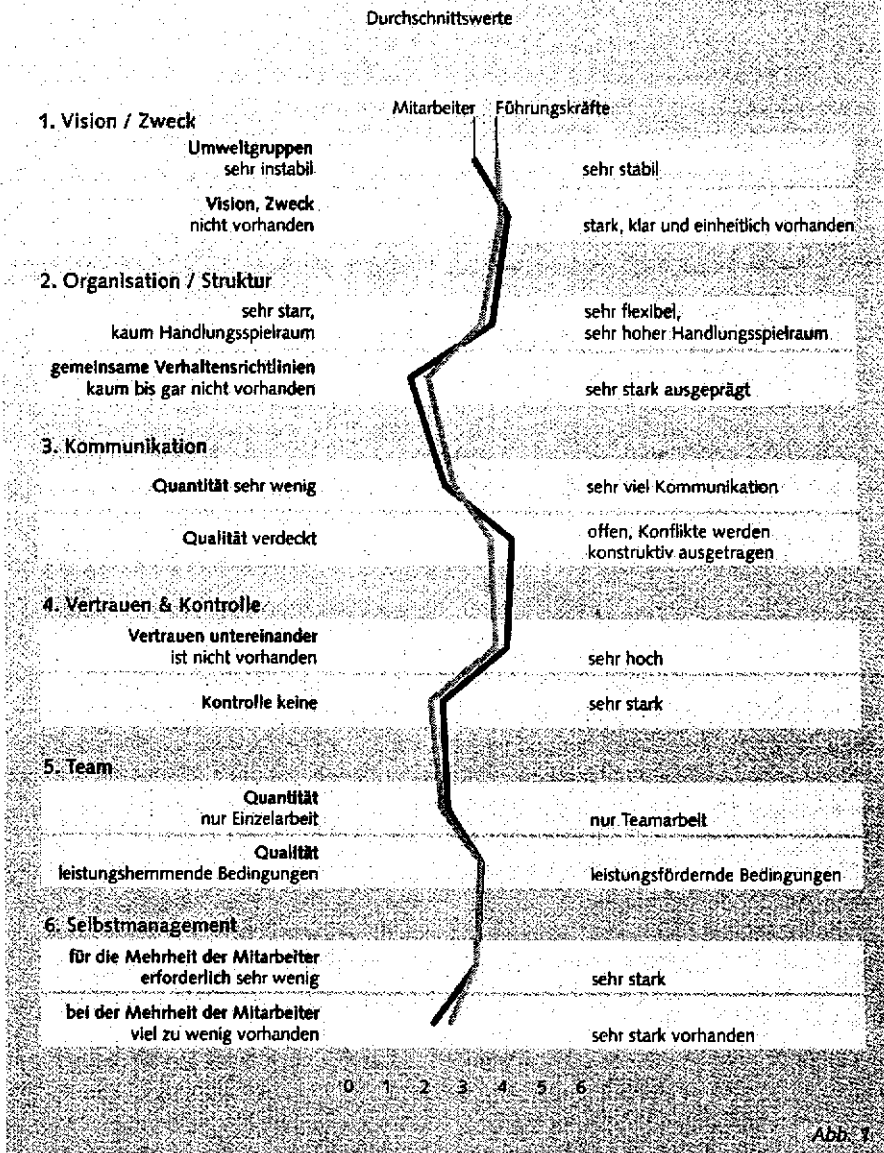 Durchschnittswerte
Mitarbeiter Führungskräfte
1. Vision / Zweck
Umweltgruppen
sehr instabil sehr stabil
Vision, Zweck
nicht vorhanden stark, klar und einheitlich vorhanden
2. Organisation / Struktur
sehr starr, sehr flexibel,
kaum Handlungsspielraum sehr hoher Handlungsspielraum
gemeinsame Verhaltensrichtlinien
kaum bis gar nicht vorhanden sehr stark ausgeprägt
3. Kommunikation
Quantität sehr wenig sehr viel Kommunikation
Qualität verdeckt offen, Konflikte werden
konstruktiv ausgetragen
4. Vertrauen & Kontrolle
Vertrauen untereinander
ist nicht vorhanden sehr hoch
Kontrolle keine sehr stark
5. Team
Quantität
nur Einzelarbeit nur Teamarbeit
Qualität
leistungshemmende Bedingungen leistungsfördernde Bedingungen
6. Selbstmanagement
für die Mehrheit der Mitarbeiter
erforderlich sehr wenig sehr stark
bei der Mehrheit der Mitarbeiter
viel zu wenig vorhanden sehr stark vorhanden
0 1 2 3 4 5 6
Abb. 1